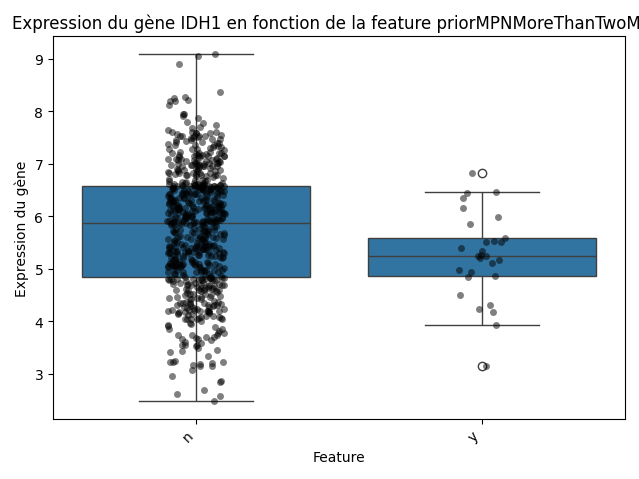 Expression du gène IDH1 en fonction de la feature priorMPNMoreThanTwoM
Expression du gène
9
8
7
6
5
4
3
n
y
Feature